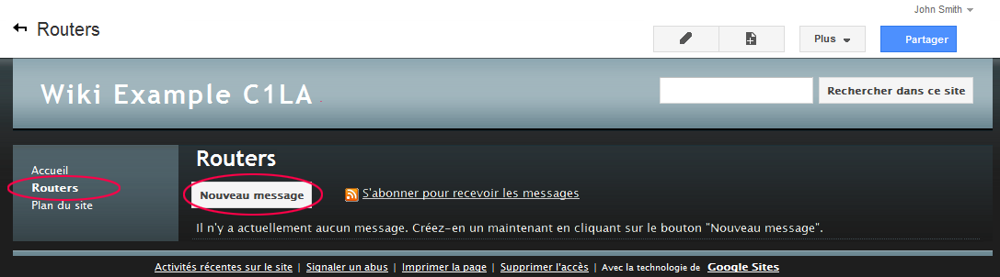 John Smith
Routers
Plus
Partager
Wiki Example C1LA
Rechercher dans ce site
Accueil
Routers
Plan du site
Routers
Nouveau message
S'abonner pour recevoir les messages
Il n'y a actuellement aucun message. Créez-en un maintenant en cliquant sur le bouton "Nouveau message".
Activités récentes sur le site | Signaler un abus | Imprimer la page | Supprimer l'accès | Avec la technologie de Google Sites